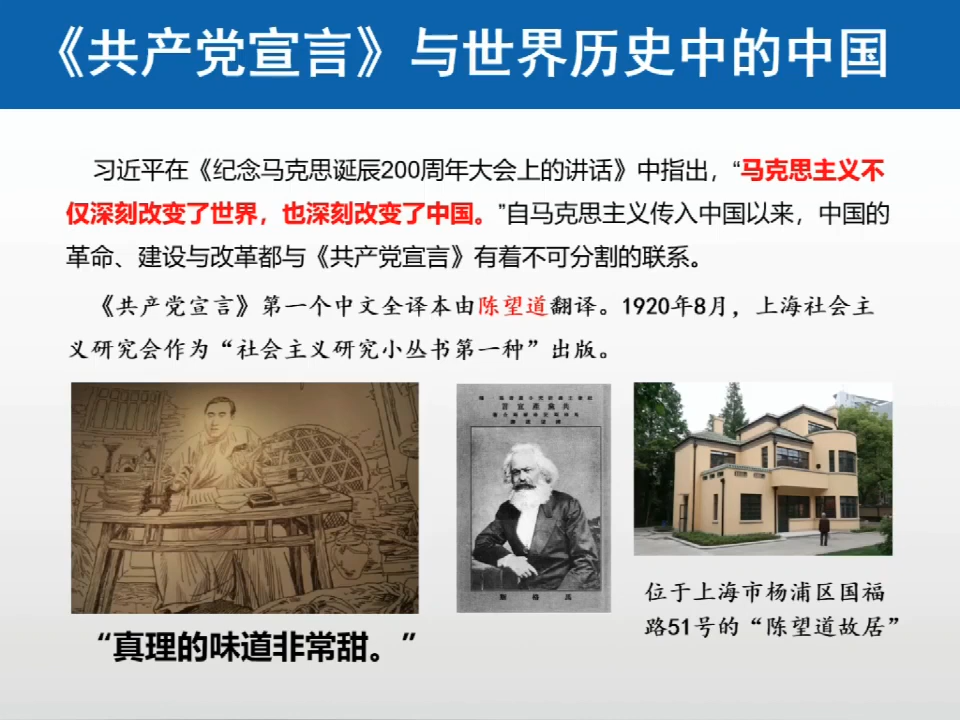 《共产党宣言》与世界历史中的中国
习近平在《纪念马克思诞辰200周年大会上的讲话》中指出，“马克思主义不
仅深刻改变了世界，也深刻改变了中国。”自马克思主义传入中国以来，中国的
革命、建设与改革都与《共产党宣言》有着不可分割的联系。
《共产党宣言》第一个中文全译本由陈望道翻译。1920年8月，上海社会主
义研究会作为“社会主义研究小丛书第一种”出版。
言宣產黨共
斯格馬
“真理的味道非常甜。”
位于上海市杨浦区国福
路51号的“陈望道故居”